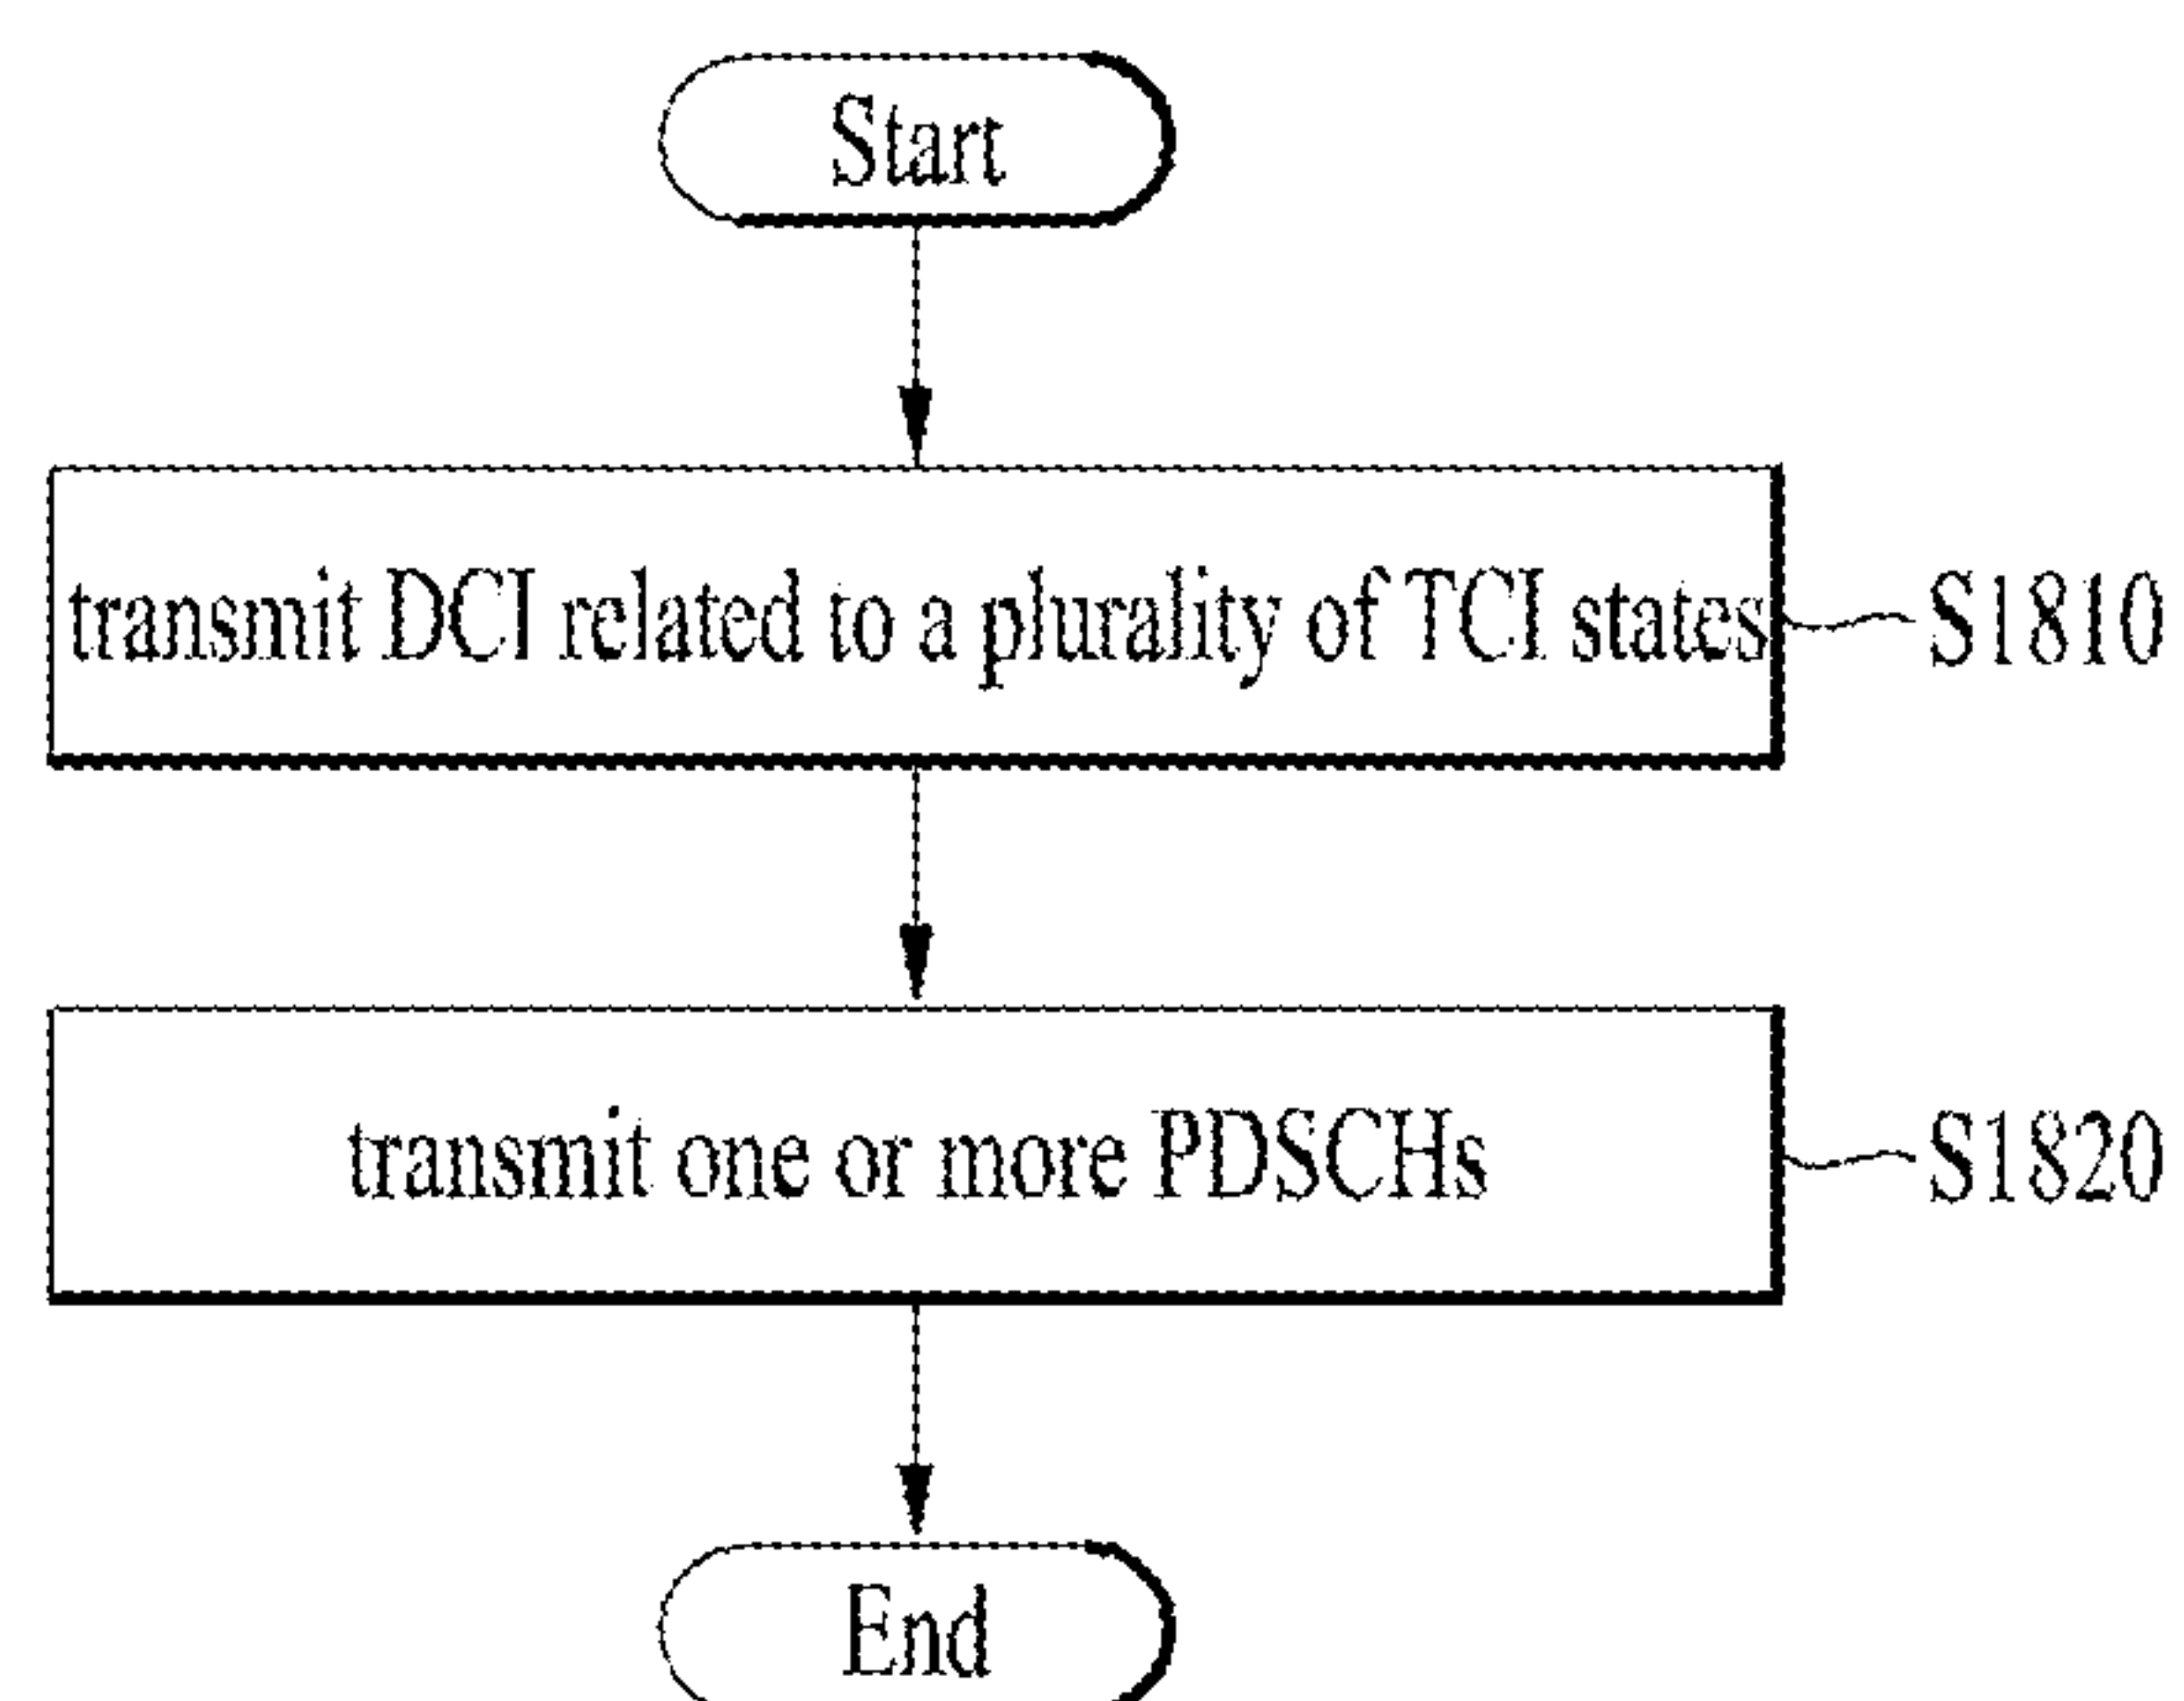 Start
transmit DCI related to a plurality of TCI states
S1810
transmit one or more PDSCHs
S1820
End